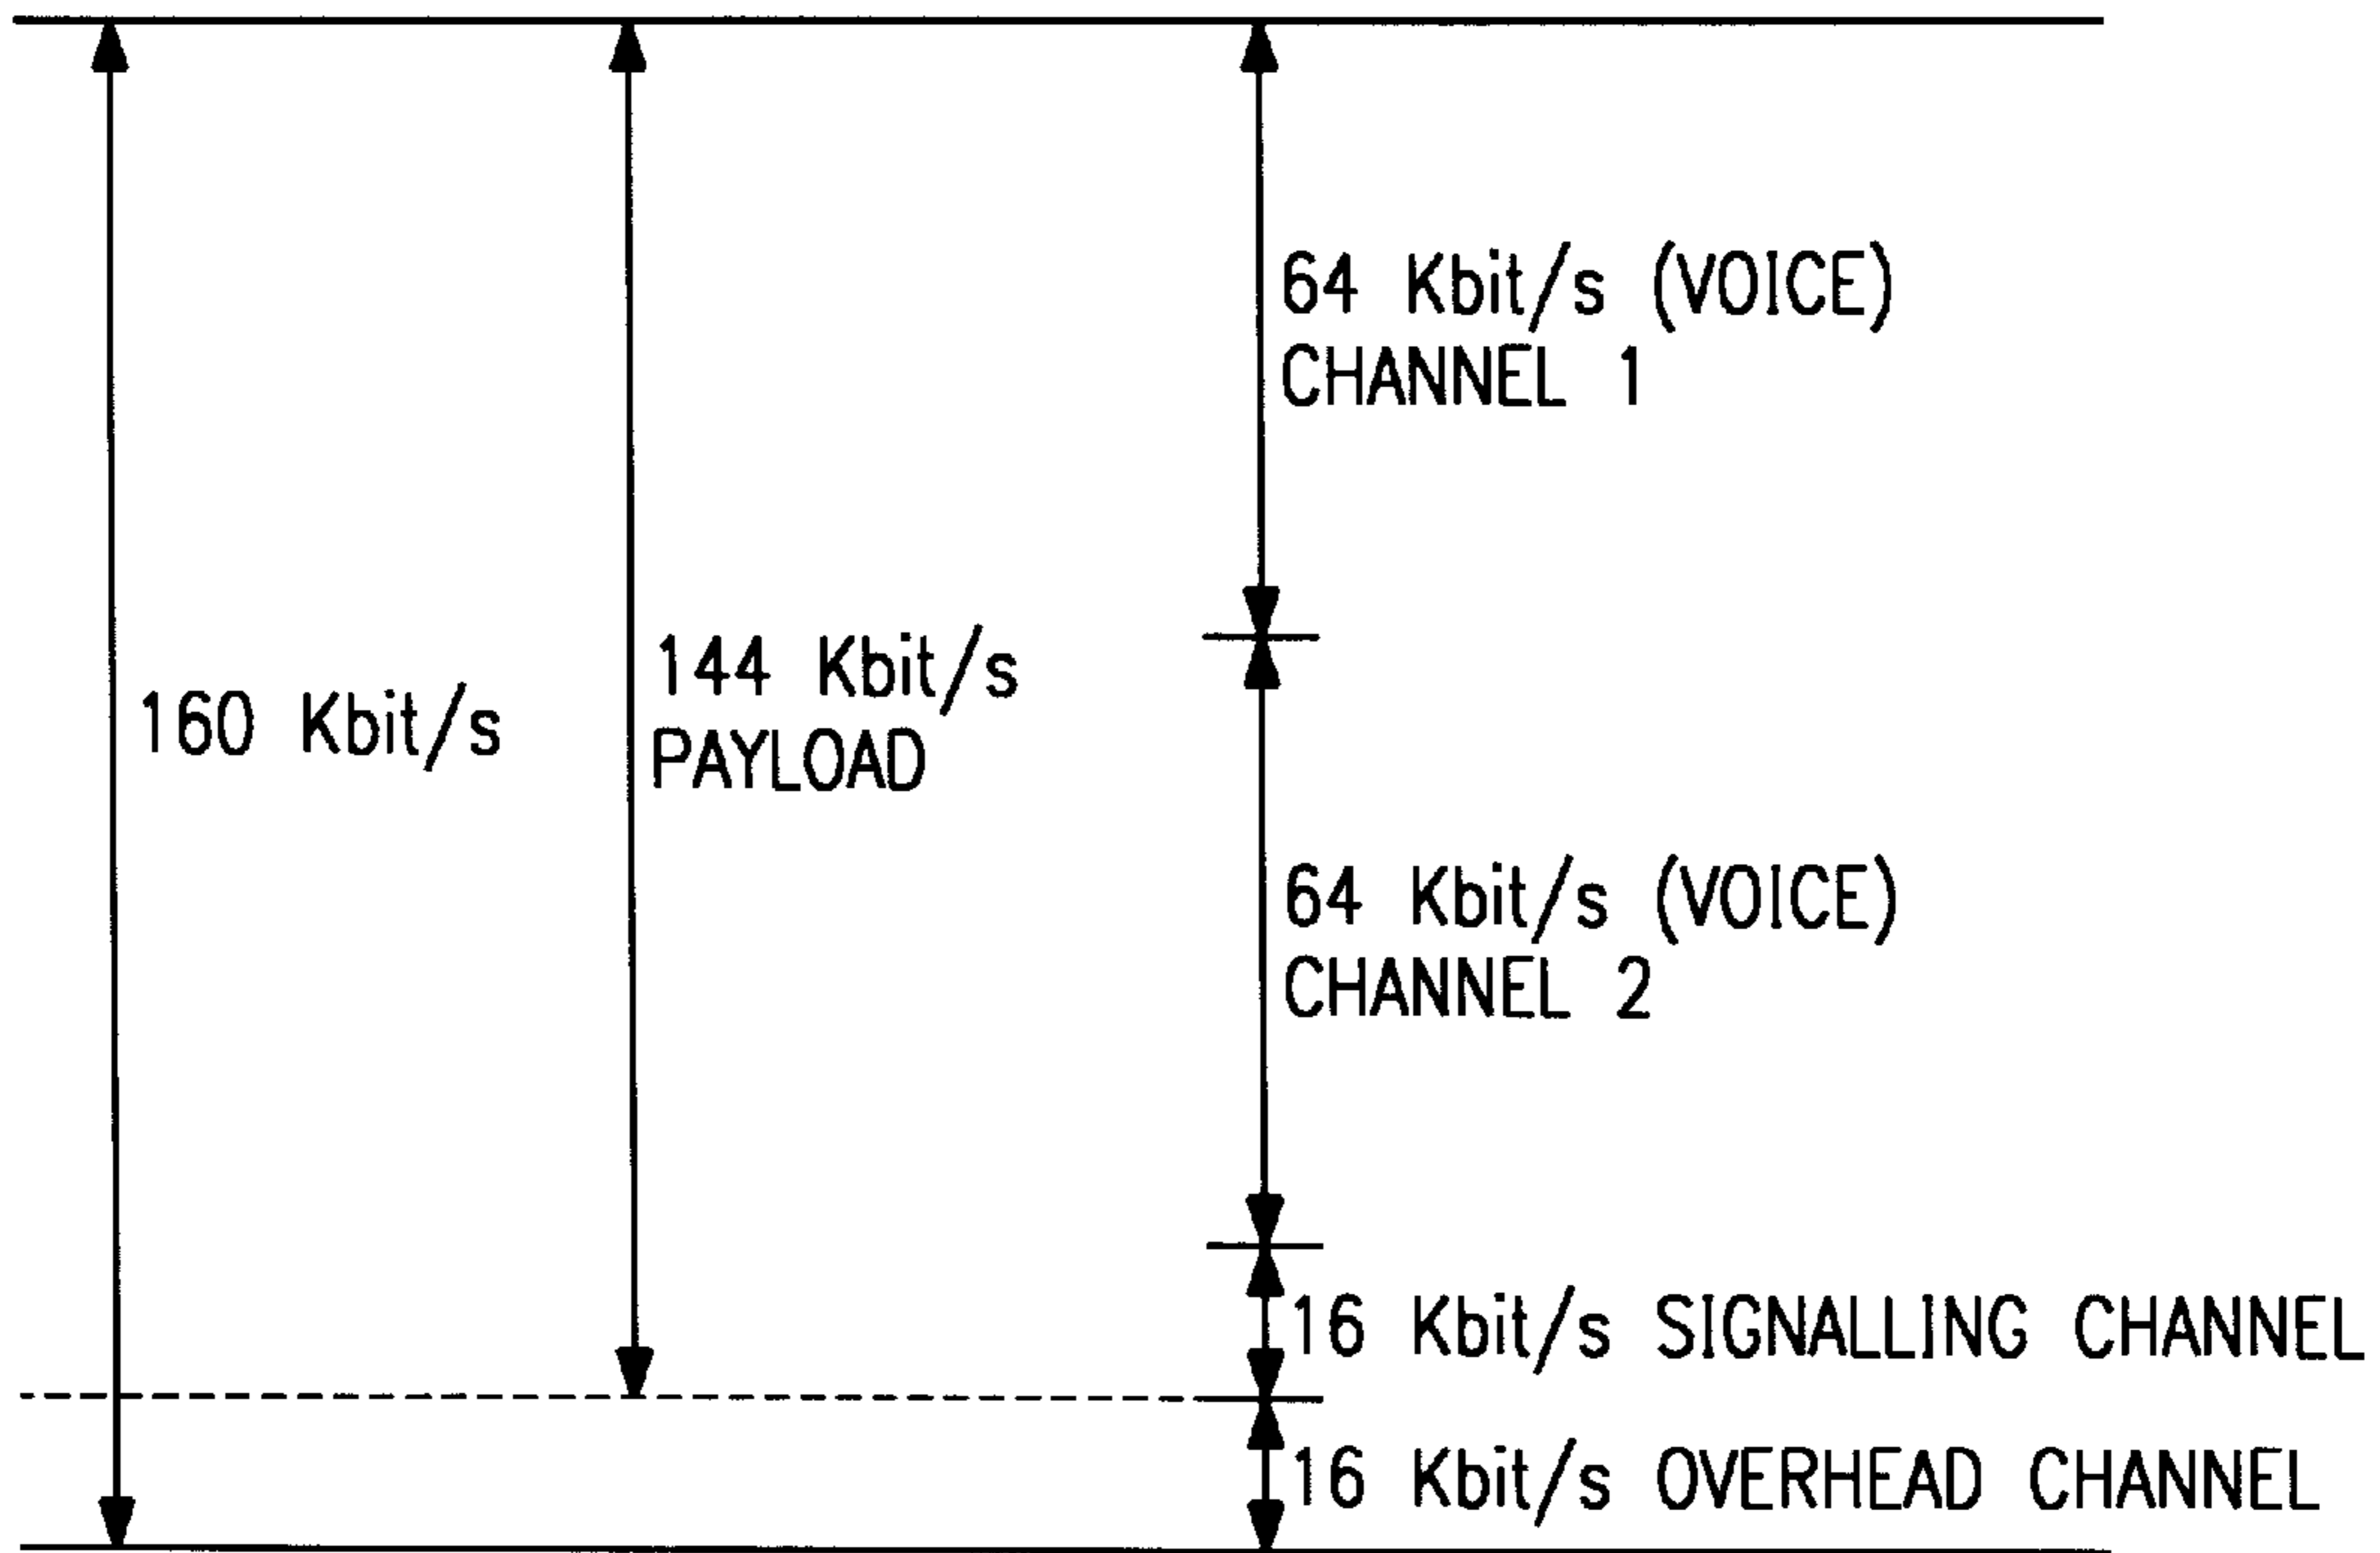 160 Kbit/s
144 Kbit/s
PAYLOAD
64 Kbit/s (VOICE)
CHANNEL 1
64 Kbit/s (VOICE)
CHANNEL 2
16 Kbit/s SIGNALLING CHANNEL
16 Kbit/s OVERHEAD CHANNEL